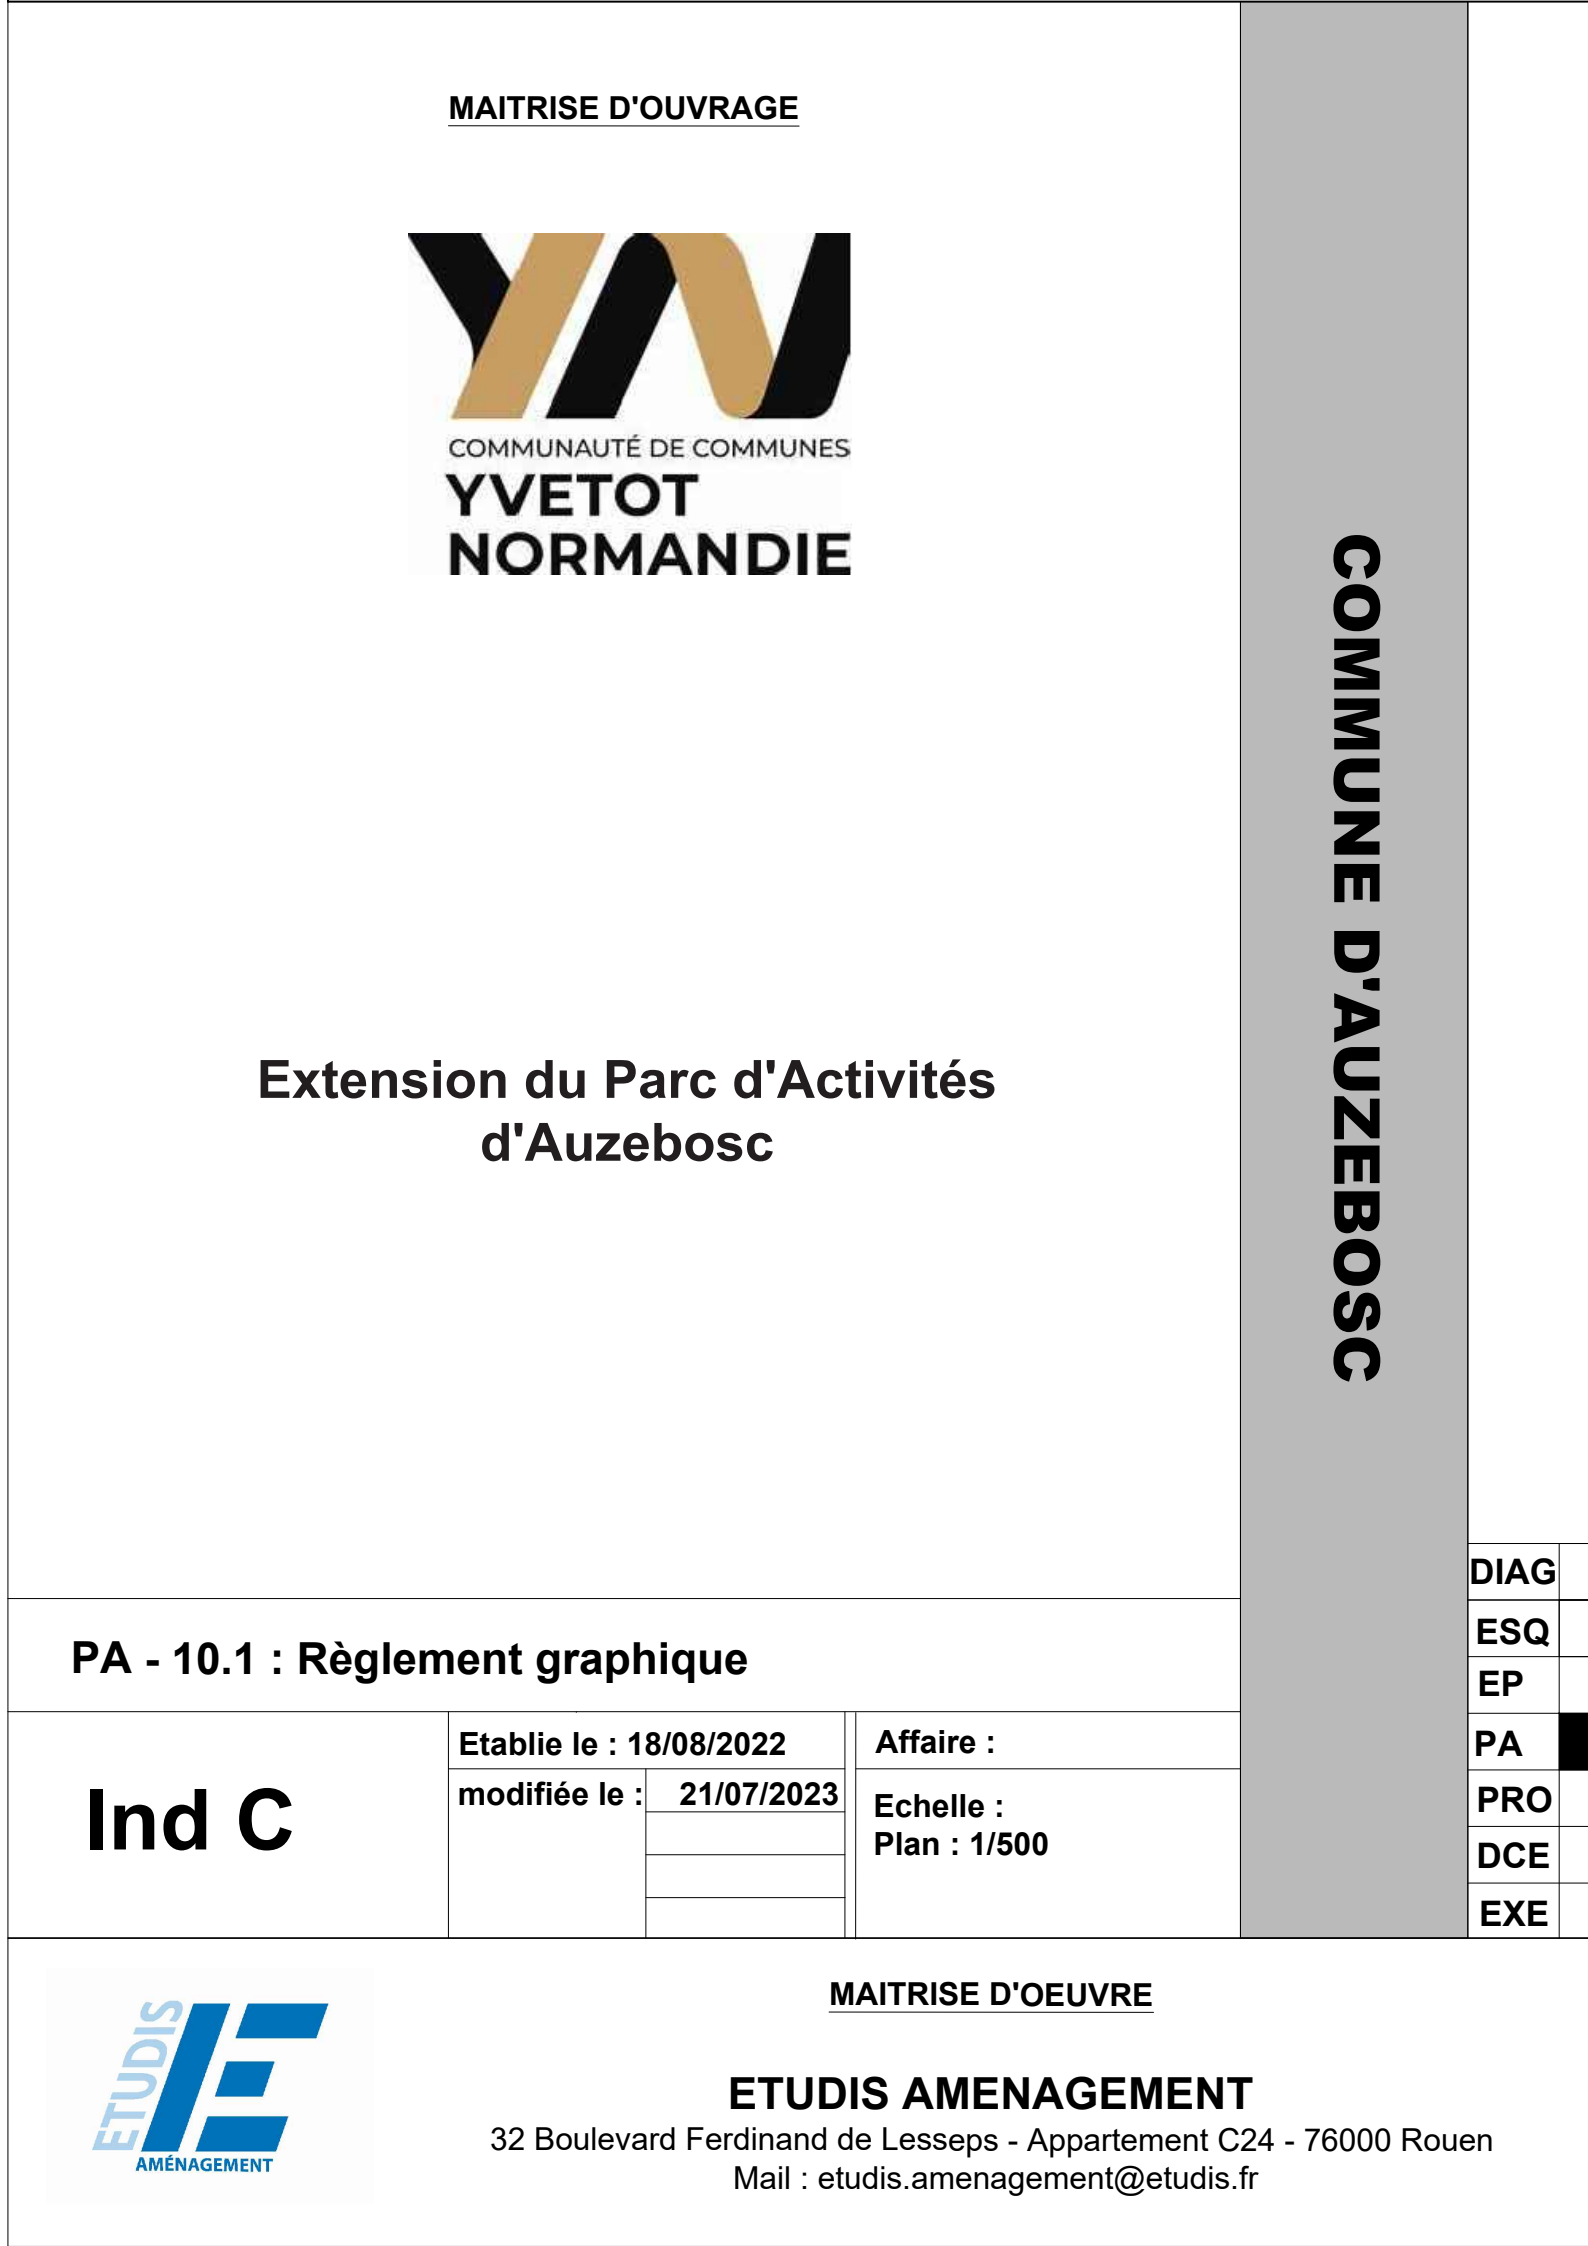 MAITRISE D'OUVRAGE
COMMUNAUTÉ DE COMMUNES
YVETOT
NORMANDIE
Extension du Parc d'Activités
d'Auzebosc
COMMUNE D'AUZEBOSC
PA - 10.1 : Règlement graphique
Ind C
Etablie le : 18/08/2022
modifiée le : 21/07/2023
Affaire :
Echelle :
Plan : 1/500
DIAG
ESQ
EP
PA
PRO
DCE
EXE
ETUDIS
AMÉNAGEMENT
MAITRISE D'OEUVRE
ETUDIS AMENAGEMENT
32 Boulevard Ferdinand de Lesseps - Appartement C24 - 76000 Rouen
Mail : etudis.amenagement@etudis.fr